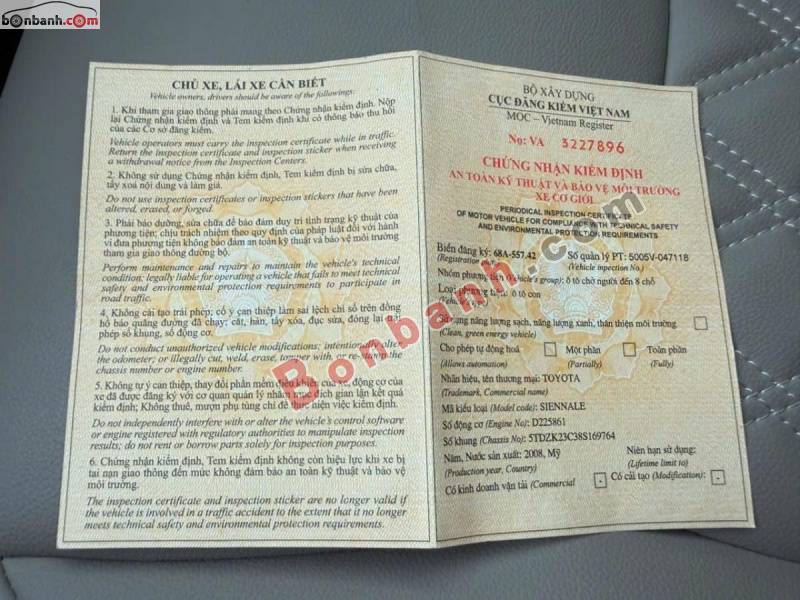 bonbanh.com
CHỦ XE, LÁI XE CẦN BIẾT
Vehicle owners, drivers should be aware of the followings:
1. Khi tham gia giao thông phải mang theo Chứng nhận kiểm định. Nộp
lại Chứng nhận kiểm định và Tem kiểm định khi có thông báo thu hồi
của các Cơ sở đăng kiểm.
Vehicle operators must carry the inspection certificate while in traffic.
Return the inspection certificate and inspection sticker when receiving
a withdrawal notice from the Inspection Centers.
2. Không sử dụng Chứng nhận kiểm định, Tem kiểm định bị sửa chữa,
tẩy xoá nội dung và làm giả.
Do not use inspection certificates or inspection stickers that have been
altered, erased, or forged.
3. Phải bảo dưỡng, sửa chữa để bảo đảm duy trì tình trạng kỹ thuật của
phương tiện; chịu trách nhiệm theo quy định của pháp luật đối với hành
vi đưa phương tiện không bảo đảm an toàn kỹ thuật và bảo vệ môi trường
tham gia giao thông đường bộ.
Perform maintenance and repairs to maintain the vehicle's technical
condition; legally liable for operating a vehicle that fails to meet technical
safety and environmental protection requirements to participate in
road traffic.
4. Không cải tạo trái phép; cố ý can thiệp làm sai lệch chỉ số trên đồng
hồ báo quãng đường đã chạy; cắt, hàn, tẩy xóa, đục sửa, đóng lại
phép số khung, số động cơ.
Do not conduct unauthorized vehicle modifications; intentionally alter
the odometer; or illegally cut, weld, erase, tamper with, or re-stamp the
chassis number or engine number.
5. Không tự ý can thiệp, thay đổi phần mềm điều khiển của xe, động cơ của
xe đã được đăng ký với cơ quan quản lý nhằm mục đích gian lận kết quả
kiểm định; Không thuê, mượn phụ tùng chỉ để thực hiện việc kiểm định.
Do not independently interfere with or alter the vehicle's control software
or engine registered with regulatory authorities to manipulate inspection
results; do not rent or borrow parts solely for inspection purposes.
6. Chứng nhận kiểm định, Tem kiểm định không còn hiệu lực khi xe bị
tai nạn giao thông đến mức không đảm bảo an toàn kỹ thuật và bảo vệ
môi trường.
The inspection certificate and inspection sticker are no longer valid if
the vehicle is involved in a traffic accident to the extent that it no longer
meets technical safety and environmental protection requirements.
BỘ XÂY DỰNG
CỤC ĐĂNG KIỂM VIỆT NAM
MOC – Vietnam Register
No: VA 3227896
CHỨNG NHẬN KIỂM ĐỊNH
AN TOÀN KỸ THUẬT VÀ BẢO VỆ MÔI TRƯỜNG
XE CƠ GIỚI
PERIODICAL INSPECTION CERTIFICATE
OF MOTOR VEHICLE FOR COMPLIANCE WITH TECHNICAL SAFETY
AND ENVIRONMENTAL PROTECTION REQUIREMENTS
Biển đăng ký: 68A-557.42 Số quản lý PT: 5005V-047118
(Registration (Vehicle inspection No.)
Nhóm phương tiện (Vehicle's group): ô tô chở người đến 8 chỗ
Loại phương tiện: ô tô con
(Vehicle's
Sử dụng năng lượng sạch, năng lượng xanh, thân thiện môi trường
(Clean, green energy vehicle)
Cho phép tự động hoá Một phần Toàn phần
(Allows automation) (Partially) (Fully)
Nhãn hiệu, tên thương mại: TOYOTA
(Trademark, Commercial name)
Mã kiểu loại (Model code): SIENNALE
Số động cơ (Engine No): D225861
Số khung (Chassis No): 5TDZK23C38S169764
Năm, Nước sản xuất: 2008, Mỹ Niên hạn sử dụng:
(Production year, Country) (Lifetime limit to)
Có kinh doanh vận tải (Commercial - Có cải tạo (Modification): -
Bonbanh.com